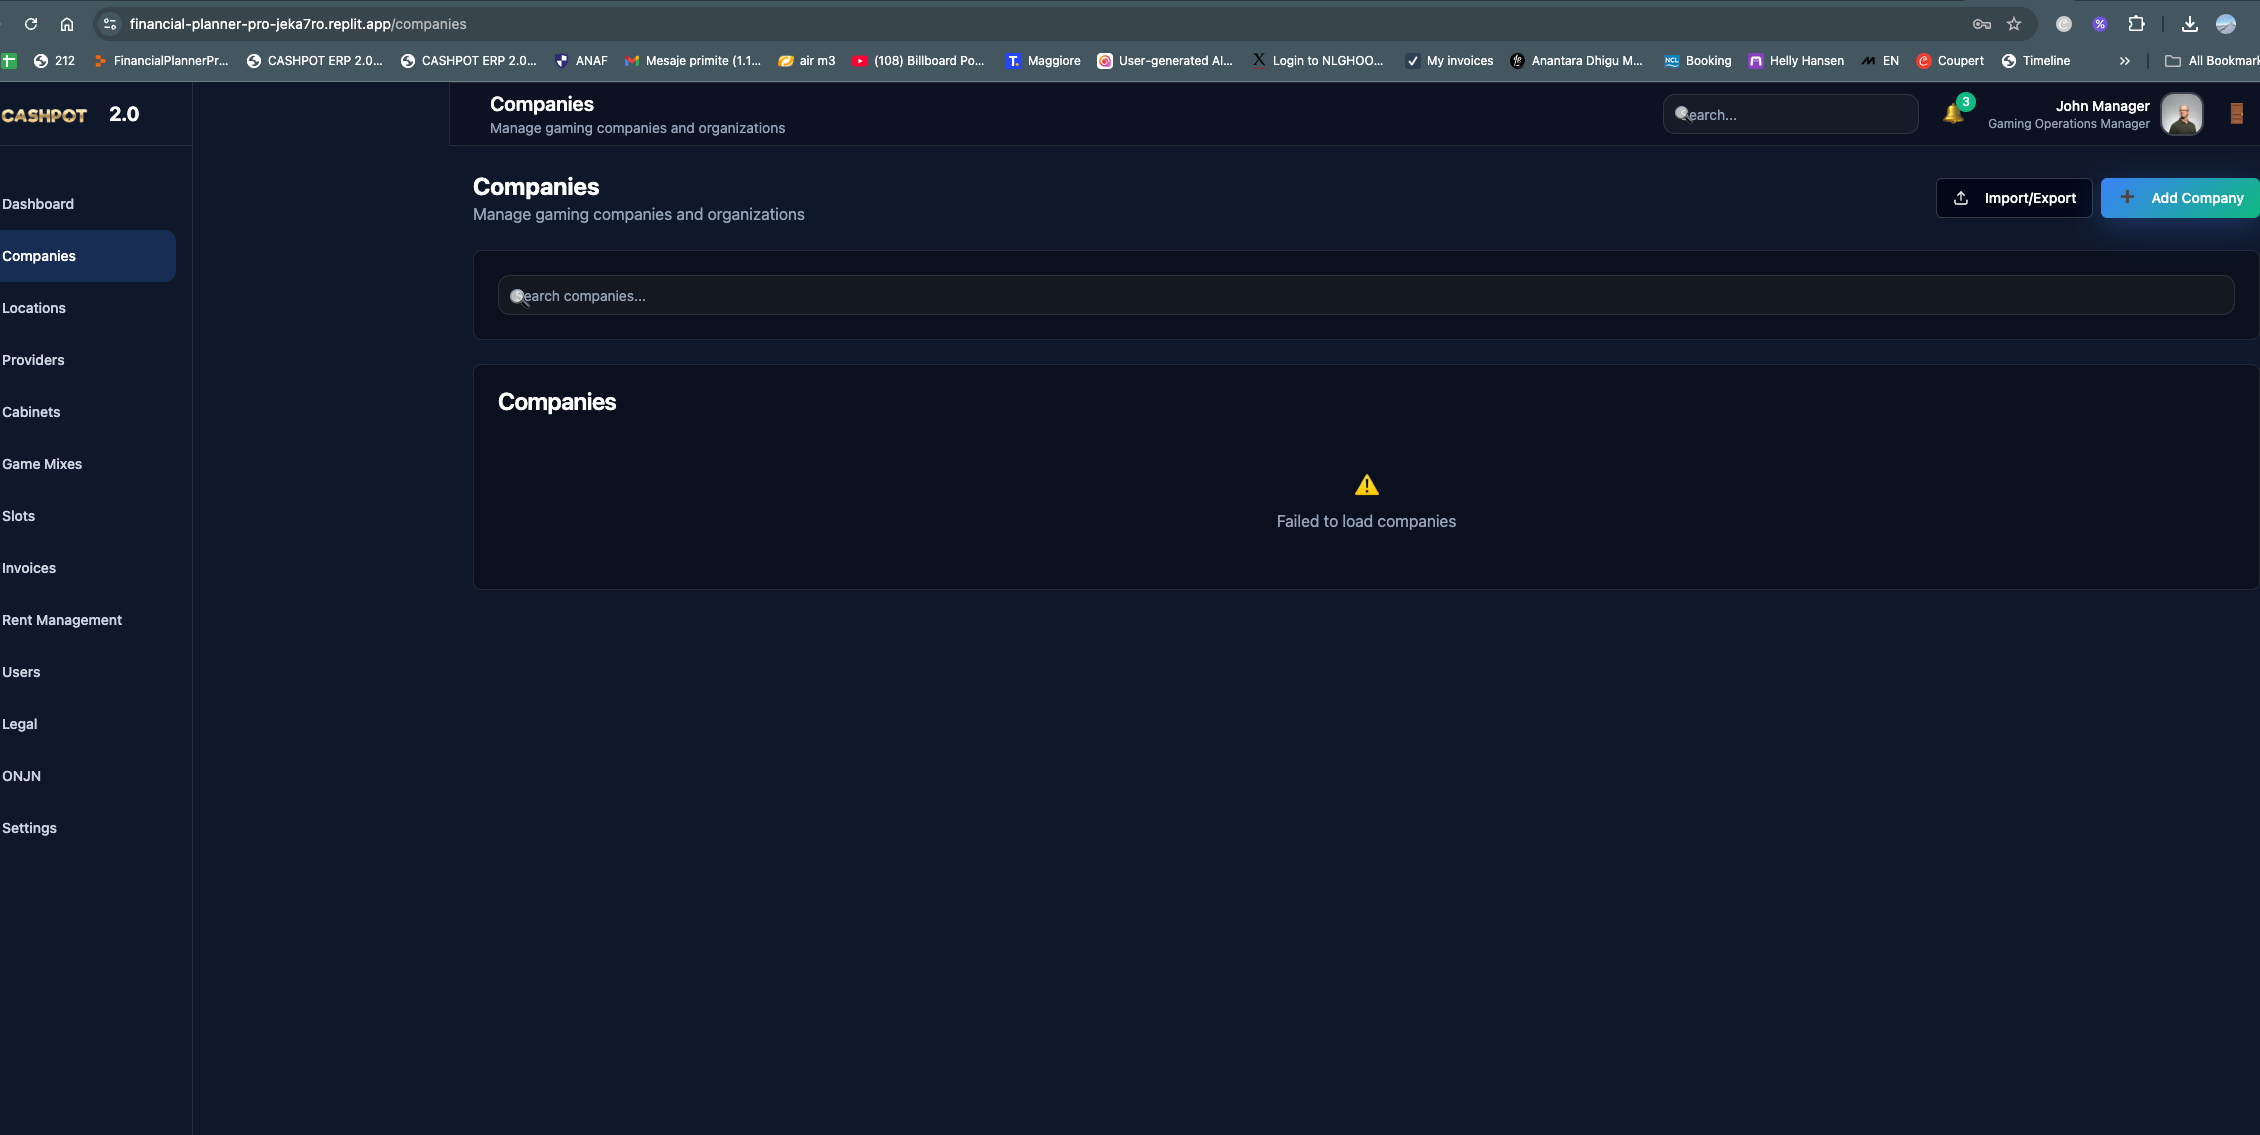 financial-planner-pro-jeka7ro.replit.app/companies
212
FinancialPlannerPr...
CASHPOT ERP 2.0...
CASHPOT ERP 2.0...
ANAF
Mesaje primite (1.1...
air m3
(108) Billboard Po...
Maggiore
User-generated AI...
Login to NLGHOO...
My invoices
Anantara Dhigu M...
NCL Booking
Helly Hansen
EN
Coupert
Timeline
All Bookmark
CASHPOT 2.0
Companies
Manage gaming companies and organizations
earch...
3
John Manager
Gaming Operations Manager
Dashboard
Companies
Locations
Providers
Cabinets
Game Mixes
Slots
Invoices
Rent Management
Users
Legal
ONJN
Settings
Companies
Manage gaming companies and organizations
Import/Export
Add Company
Search companies...
Companies
Failed to load companies